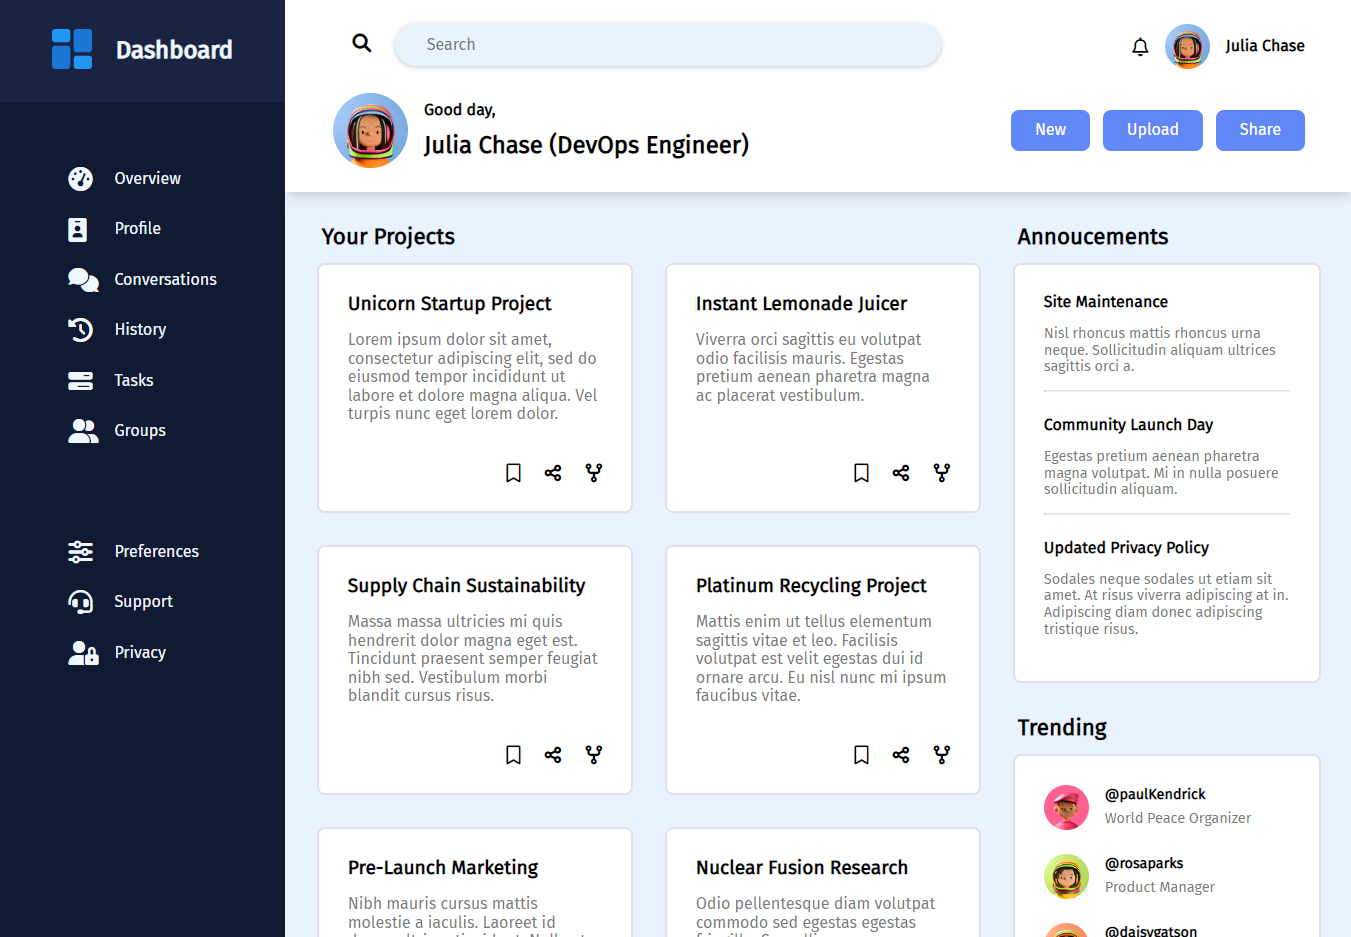 Dashboard
Overview
Profile
Conversations
History
Tasks
Groups
Preferences
Support
Privacy
Search
Julia Chase
Good day,
Julia Chase (DevOps Engineer)
New
Upload
Share
Your Projects
Unicorn Startup Project
Lorem ipsum dolor sit amet,
consectetur adipiscing elit, sed do
eiusmod tempor incididunt ut
labore et dolore magna aliqua. Vel
turpis nunc eget lorem dolor.
Instant Lemonade Juicer
Viverra orci sagittis eu volutpat
odio facilisis mauris. Egestas
pretium aenean pharetra magna
ac placerat vestibulum.
Supply Chain Sustainability
Massa massa ultricies mi quis
hendrerit dolor magna eget est.
Tincidunt praesent semper feugiat
nibh sed. Vestibulum morbi
blandit cursus risus.
Platinum Recycling Project
Mattis enim ut tellus elementum
sagittis vitae et leo. Facilisis
volutpat est velit egestas dui id
ornare arcu. Eu nisl nunc mi ipsum
faucibus vitae.
Pre-Launch Marketing
Nibh mauris cursus mattis
molestie a iaculis. Laoreet id
Nuclear Fusion Research
Odio pellentesque diam volutpat
commodo sed egestas egestas
Annoucements
Site Maintenance
Nisl rhoncus mattis rhoncus urna
neque. Sollicitudin aliquam ultrices
sagittis orci a.
Community Launch Day
Egestas pretium aenean pharetra
magna volutpat. Mi in nulla posuere
sollicitudin aliquam.
Updated Privacy Policy
Sodales neque sodales ut etiam sit
amet. At risus viverra adipiscing at in.
Adipiscing diam donec adipiscing
tristique risus.
Trending
@paulKendrick
World Peace Organizer
@rosaparks
Product Manager
@daisygatson